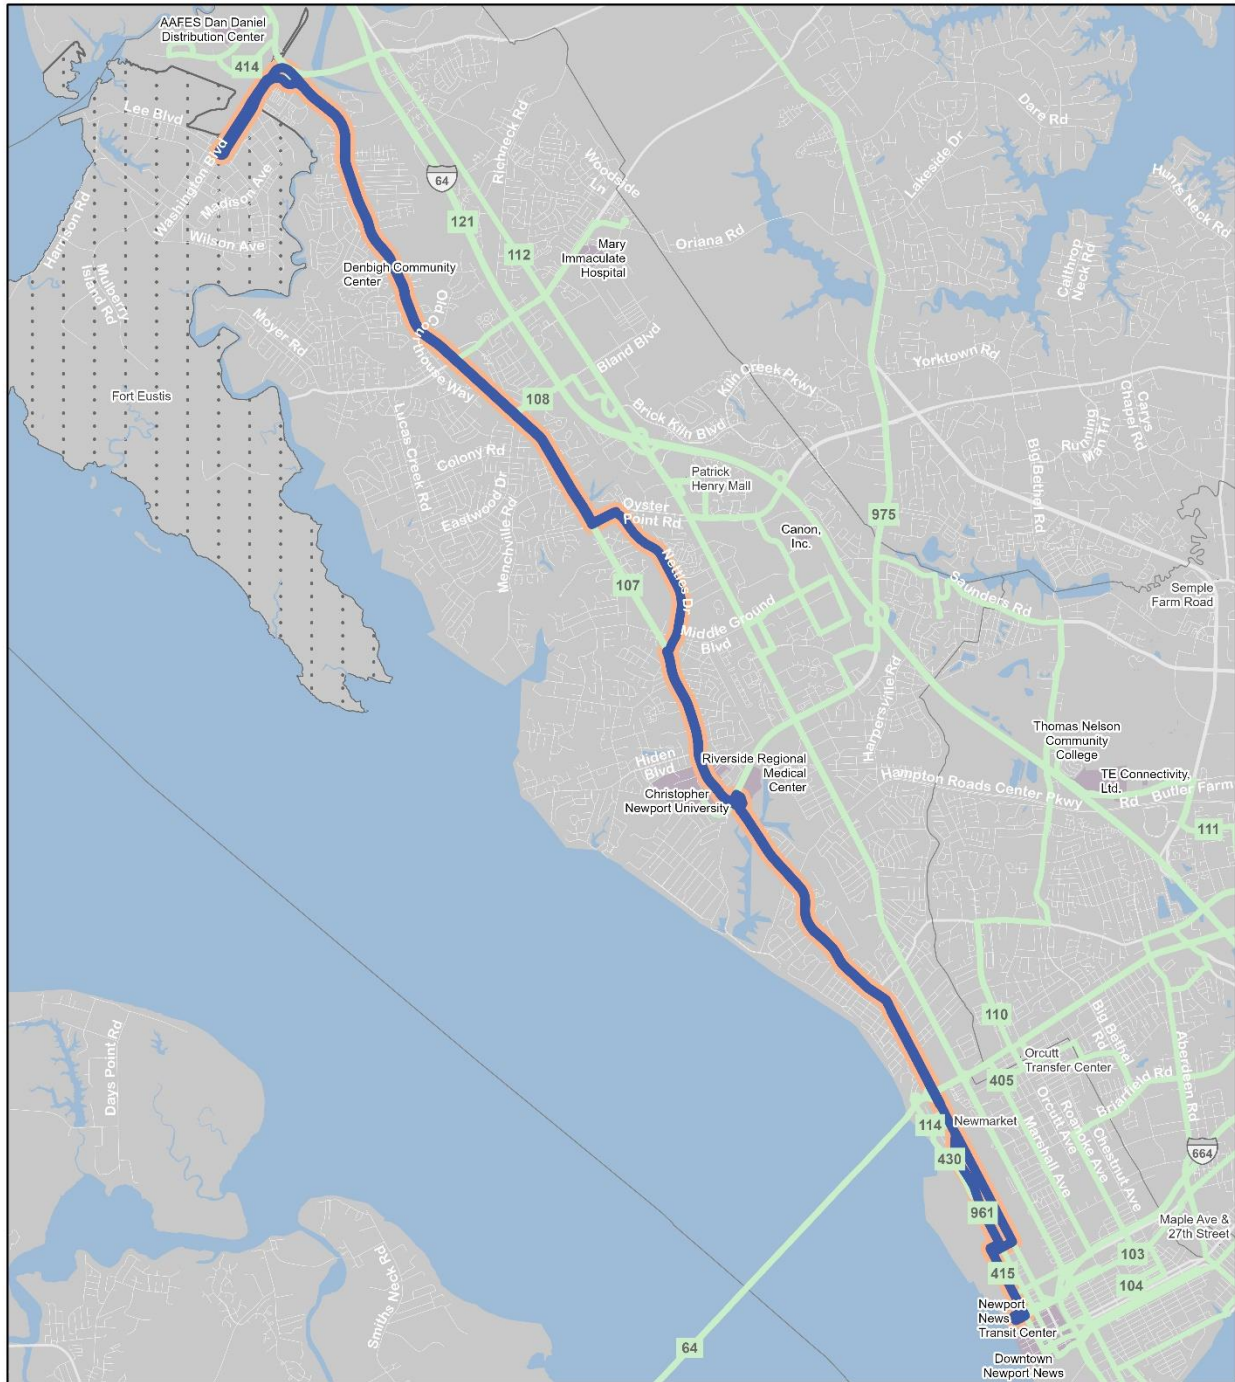 AAFES Dan Daniel
Distribution Center
414
Lee Blvd
Washington Blvd
Madison Ave
Wilson Ave
Harrison Rd
Mulberry
Island Rd
Fort Eustis
Moyer Rd
Denbigh Community
Center
Richneck Rd
64
121
112
Woodside
Ln
Mary
Immaculate
Hospital
Oriana Rd
Dare Rd
Lakeside Dr
Hunts Neck Rd
Calthrop
Neck Rd
Yorktown Rd
Old Courthouse Way
Bland Blvd
Kiln Creek Pkwy
Brick Kiln Blvd
108
Lucas Creek Rd
Colony Rd
Eastwood Dr
Menchville Rd
Patrick
Henry Mall
Oyster
Point Rd
Canon,
Inc.
975
Big Bethel Rd
Running
Man Trl
Carys
Chapel Rd
Semple
Farm Road
Saunders Rd
107
Nettles Dr
Middle Ground
Blvd
Harpersville Rd
Thomas Nelson
Community
College
TE Connectivity,
Ltd.
Hampton Roads Center Pkwy
Rd
Butler Farm
111
Hiden
Blvd
Riverside Regional
Medical
Center
Christopher
Newport University
110
Orcutt
Transfer Center
405
Big Bethel
Rd
Briarfield Rd
Aberdeen Rd
114
Newmarket
430
Marshall Ave
Orcutt Ave
Roanoke Ave
Chestnut Ave
664
961
Maple Ave &
27th Street
103
415
104
Newport
News
Transit Center
Downtown
Newport News
64
Days Point Rd
Smiths Neck Rd